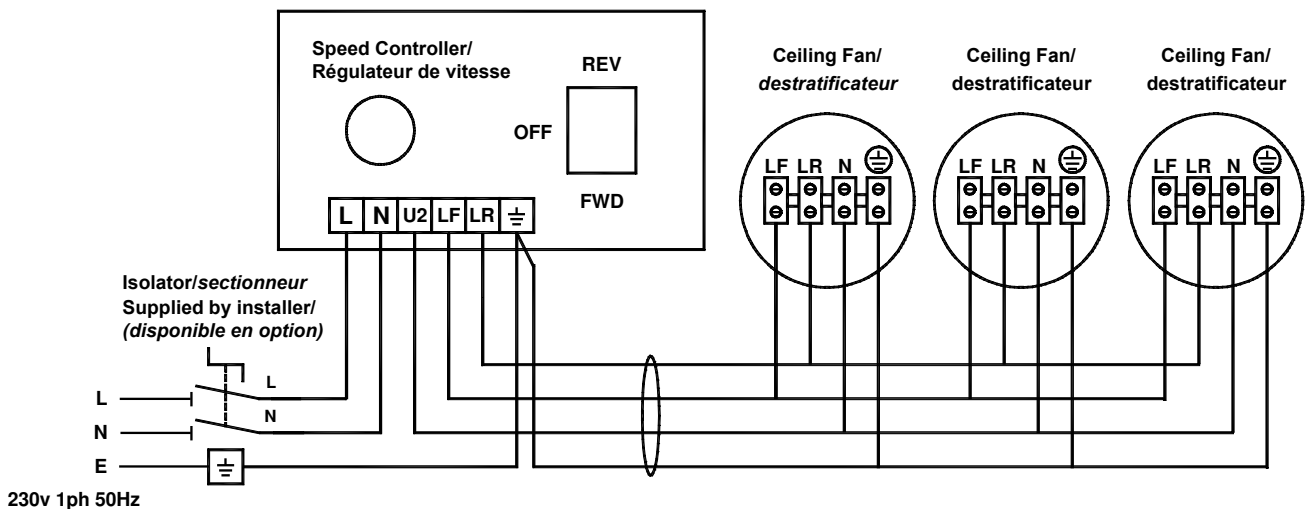 Speed Controller/
Régulateur de vitesse
REV
OFF
FWD
L N U2 LF LR
Ceiling Fan/
destratificateur
LF LR N
Ceiling Fan/
destratificateur
LF LR N
Ceiling Fan/
destratificateur
LF LR N
Isolator/sectionneur
Supplied by installer/
(disponible en option)
L
N
L
N
E
230v 1ph 50Hz